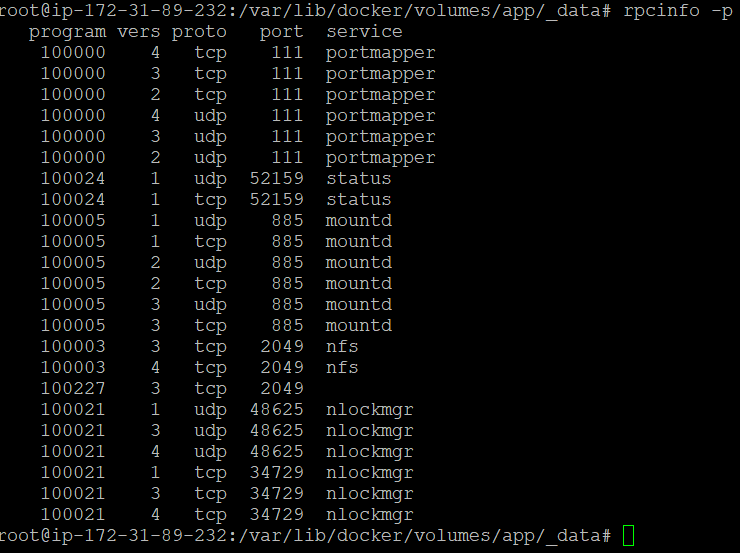 root@ip-172-31-89-232:/var/lib/docker/volumes/app/_data# rpcinfo -p
program vers proto port service
100000 4 tcp 111 portmapper
100000 3 tcp 111 portmapper
100000 2 tcp 111 portmapper
100000 4 udp 111 portmapper
100000 3 udp 111 portmapper
100000 2 udp 111 portmapper
100024 1 udp 52159 status
100024 1 tcp 52159 status
100005 1 udp 885 mountd
100005 1 tcp 885 mountd
100005 2 udp 885 mountd
100005 2 tcp 885 mountd
100005 3 udp 885 mountd
100005 3 tcp 885 mountd
100003 3 tcp 2049 nfs
100003 4 tcp 2049 nfs
100227 3 tcp 2049
100021 1 udp 48625 nlockmgr
100021 3 udp 48625 nlockmgr
100021 4 udp 48625 nlockmgr
100021 1 tcp 34729 nlockmgr
100021 3 tcp 34729 nlockmgr
100021 4 tcp 34729 nlockmgr
root@ip-172-31-89-232:/var/lib/docker/volumes/app/_data#